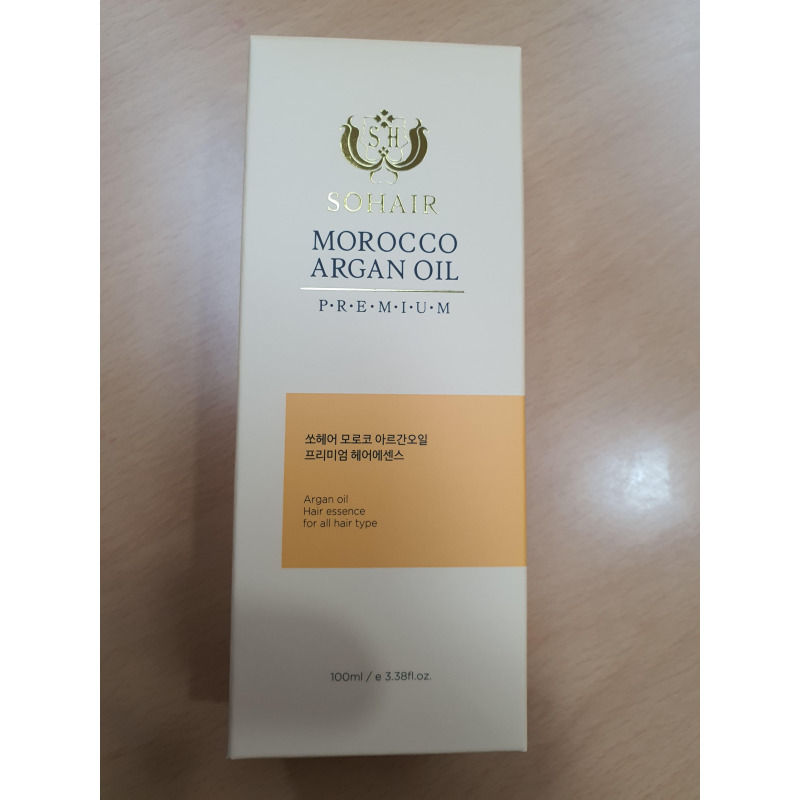 S H
SOHAIR
MOROCCO
ARGAN OIL
P·R·E·M·I·U·M
쏘헤어 모로코 아르간오일
프리미엄 헤어에센스
Argan oil
Hair essence
for all hair type
100ml / e 3.38fl.oz.